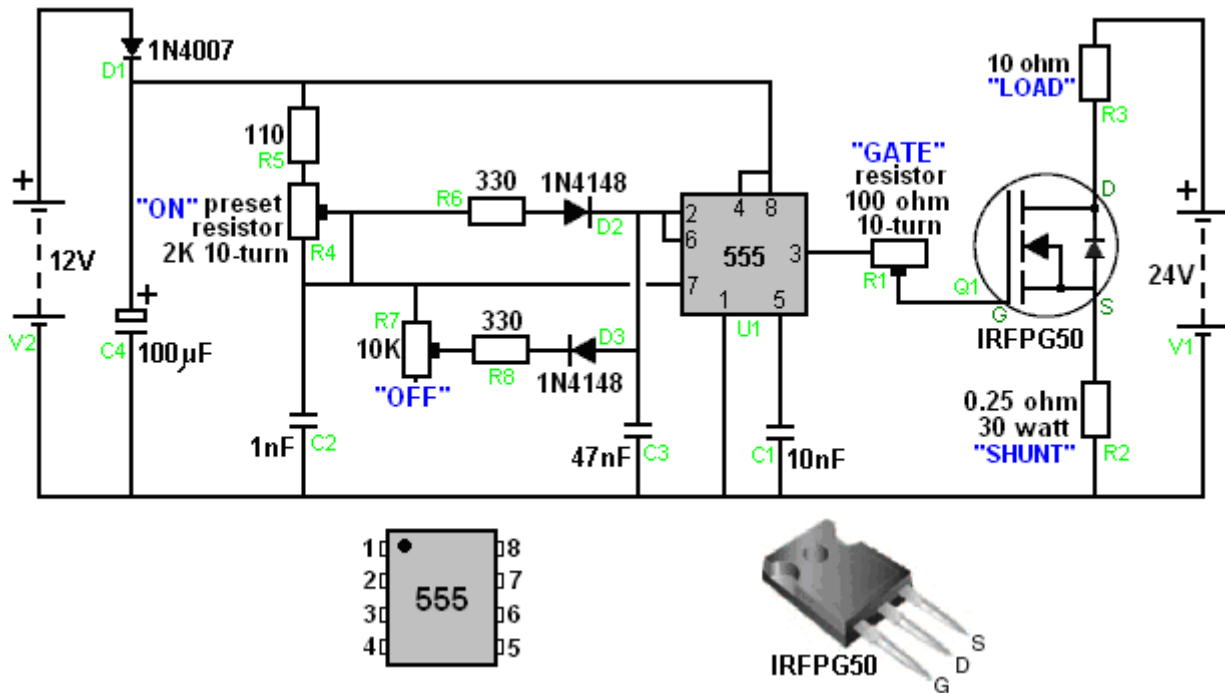 1N4007
D1
110
R5
"ON" preset
resistor
2K 10-turn
R4
12V
V2
C4
100µF
330
R6
1N4148
D2
R7
10K
"OFF"
330
R8
D3
1N4148
1nF
C2
47nF
C3
C1
10nF
4
8
2
6
7
555
3
1
5
U1
"GATE"
resistor
100 ohm
10-turn
R1
10 ohm
"LOAD"
R3
D
Q1
G
S
IRFPG50
24V
V1
0.25 ohm
30 watt
"SHUNT"
R2
1
2
3
4
555
8
7
6
5
IRFPG50
S
D
G